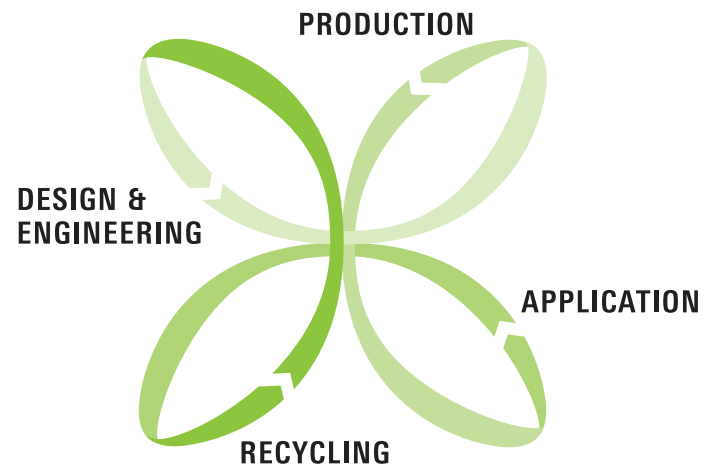 PRODUCTION
DESIGN &
ENGINEERING
APPLICATION
RECYCLING